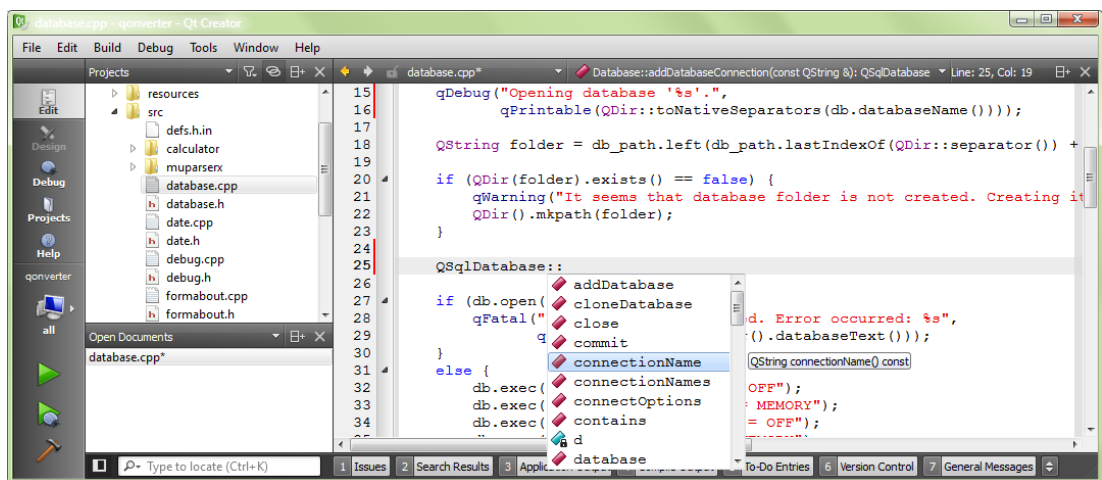 database.cpp - qonverter - Qt Creator
File Edit Build Debug Tools Window Help
Projects
database.cpp*
Database::addDatabaseConnection(const QString &): QSqlDatabase
Line: 25, Col: 19
Edit
Design
Debug
Projects
Help
qonverter
all
resources
src
defs.h.in
calculator
muparserx
database.cpp
database.h
date.cpp
date.h
debug.cpp
debug.h
formabout.cpp
formabout.h
Open Documents
database.cpp*
15 qDebug("Opening database '%s'.",
16 qPrintable(QDir::toNativeSeparators(db.databaseName())));
17
18 QString folder = db_path.left(db_path.lastIndexOf(QDir::separator()) +
19
20 if (QDir(folder).exists() == false) {
21 qWarning("It seems that database folder is not created. Creating it
22 QDir().mkpath(folder);
23 }
24
25 QSqlDatabase::
26
27 if (db.open(
28 qFatal(" d. Error occurred: %s",
29 q ().databaseText()));
30 }
31 else {
32 db.exec( OFF");
33 db.exec( MEMORY");
34 db.exec( = OFF");
addDatabase
cloneDatabase
close
commit
connectionName
connectionNames
connectOptions
contains
d
database
QString connectionName() const
Type to locate (Ctrl+K)
1 Issues
2 Search Results
3
To-Do Entries
6 Version Control
7 General Messages